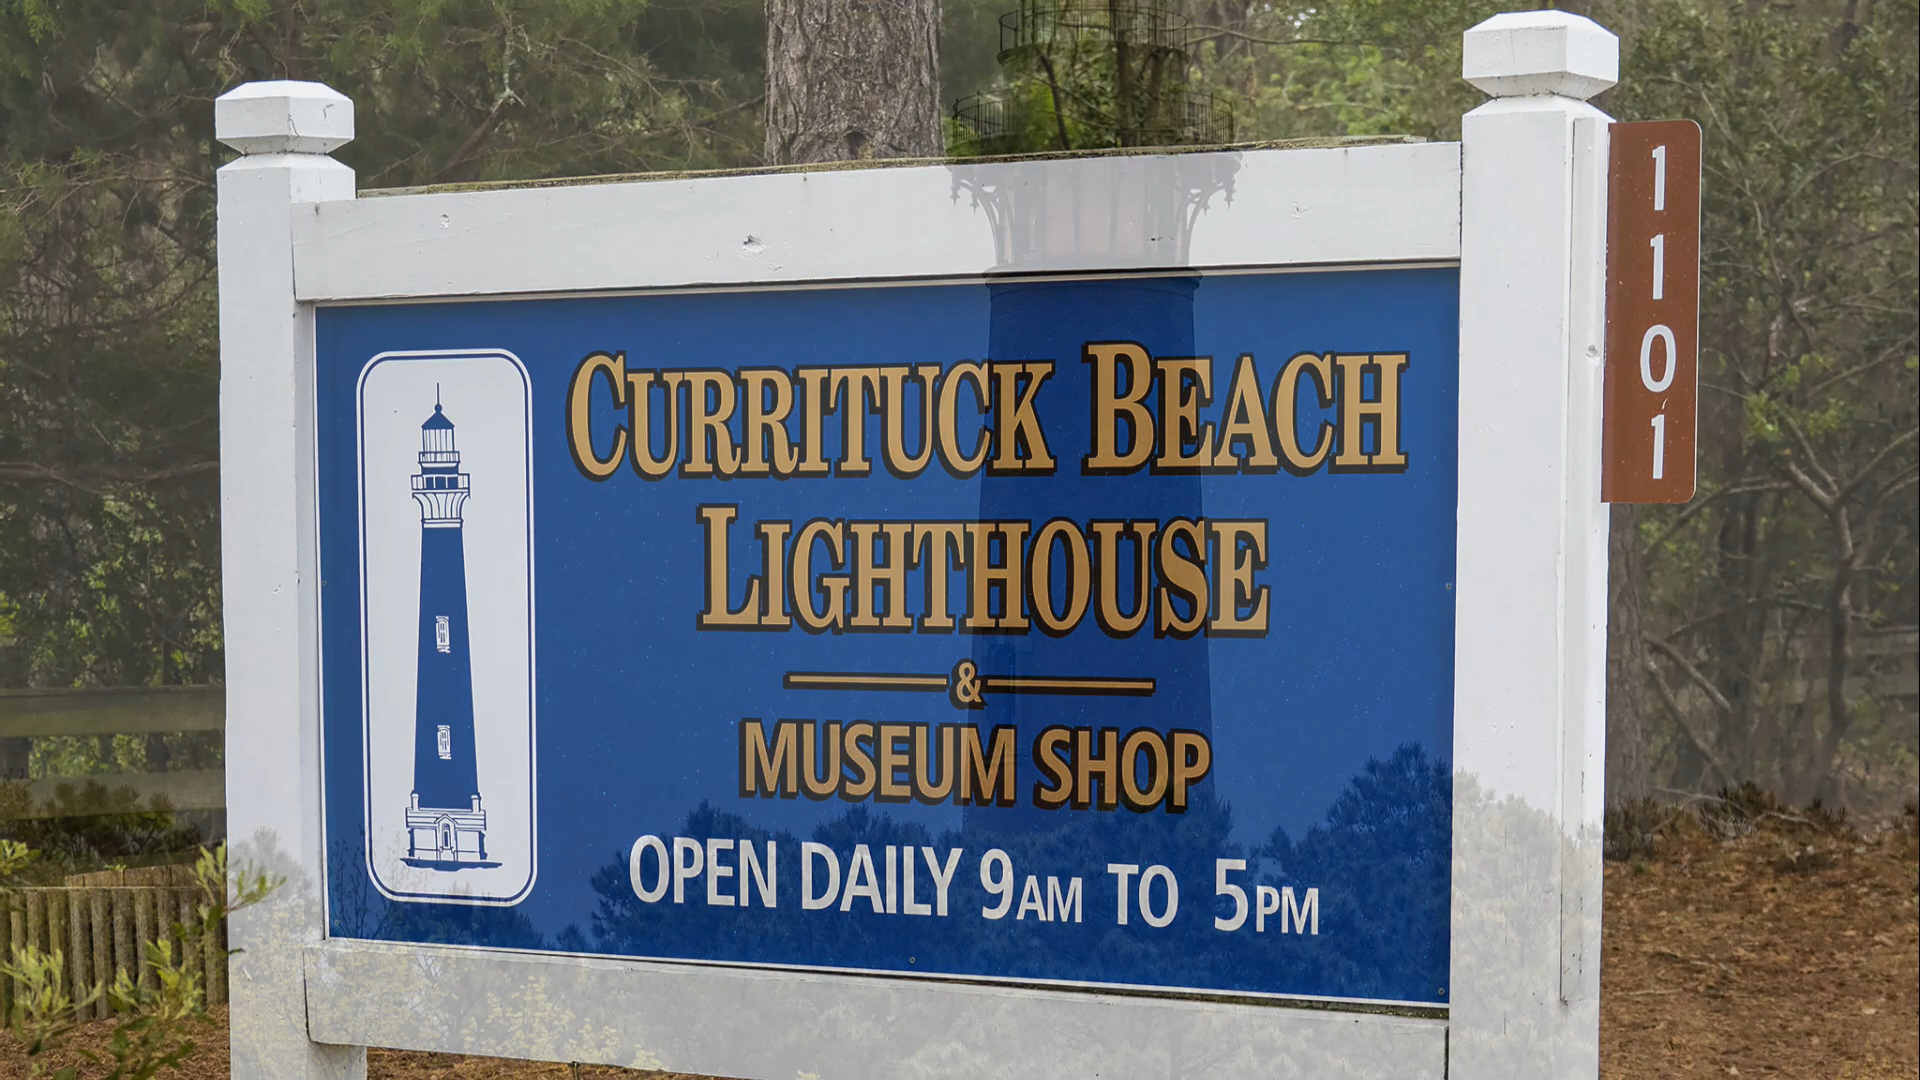 CURRITUCK BEACH
LIGHTHOUSE
&
MUSEUM SHOP
OPEN DAILY 9AM TO 5PM
1101